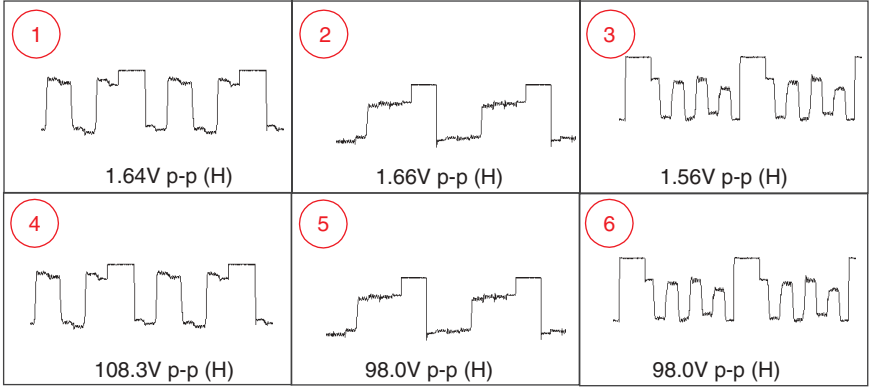 1
2
3
1.64V p-p (H)
1.66V p-p (H)
1.56V p-p (H)
4
5
6
108.3V p-p (H)
98.0V p-p (H)
98.0V p-p (H)